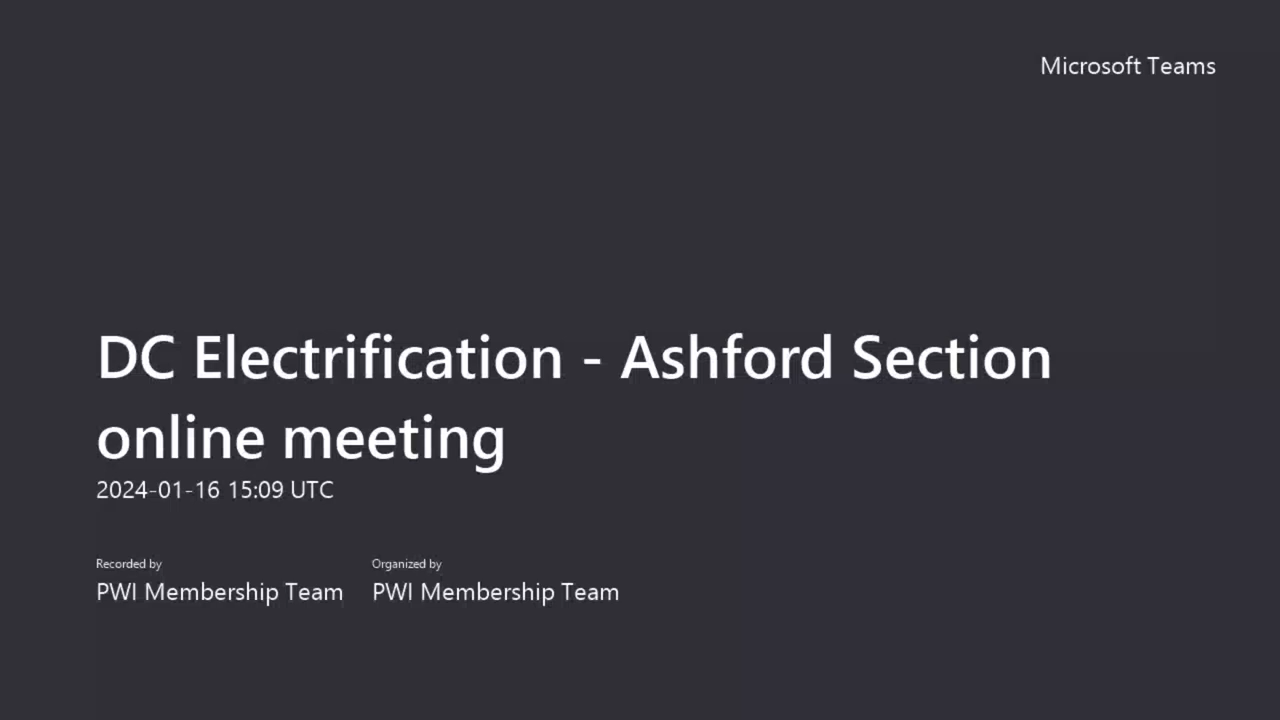 Microsoft Teams
DC Electrification - Ashford Section
online meeting
2024-01-16 15:09 UTC
Recorded by
Organized by
PWI Membership Team
PWI Membership Team